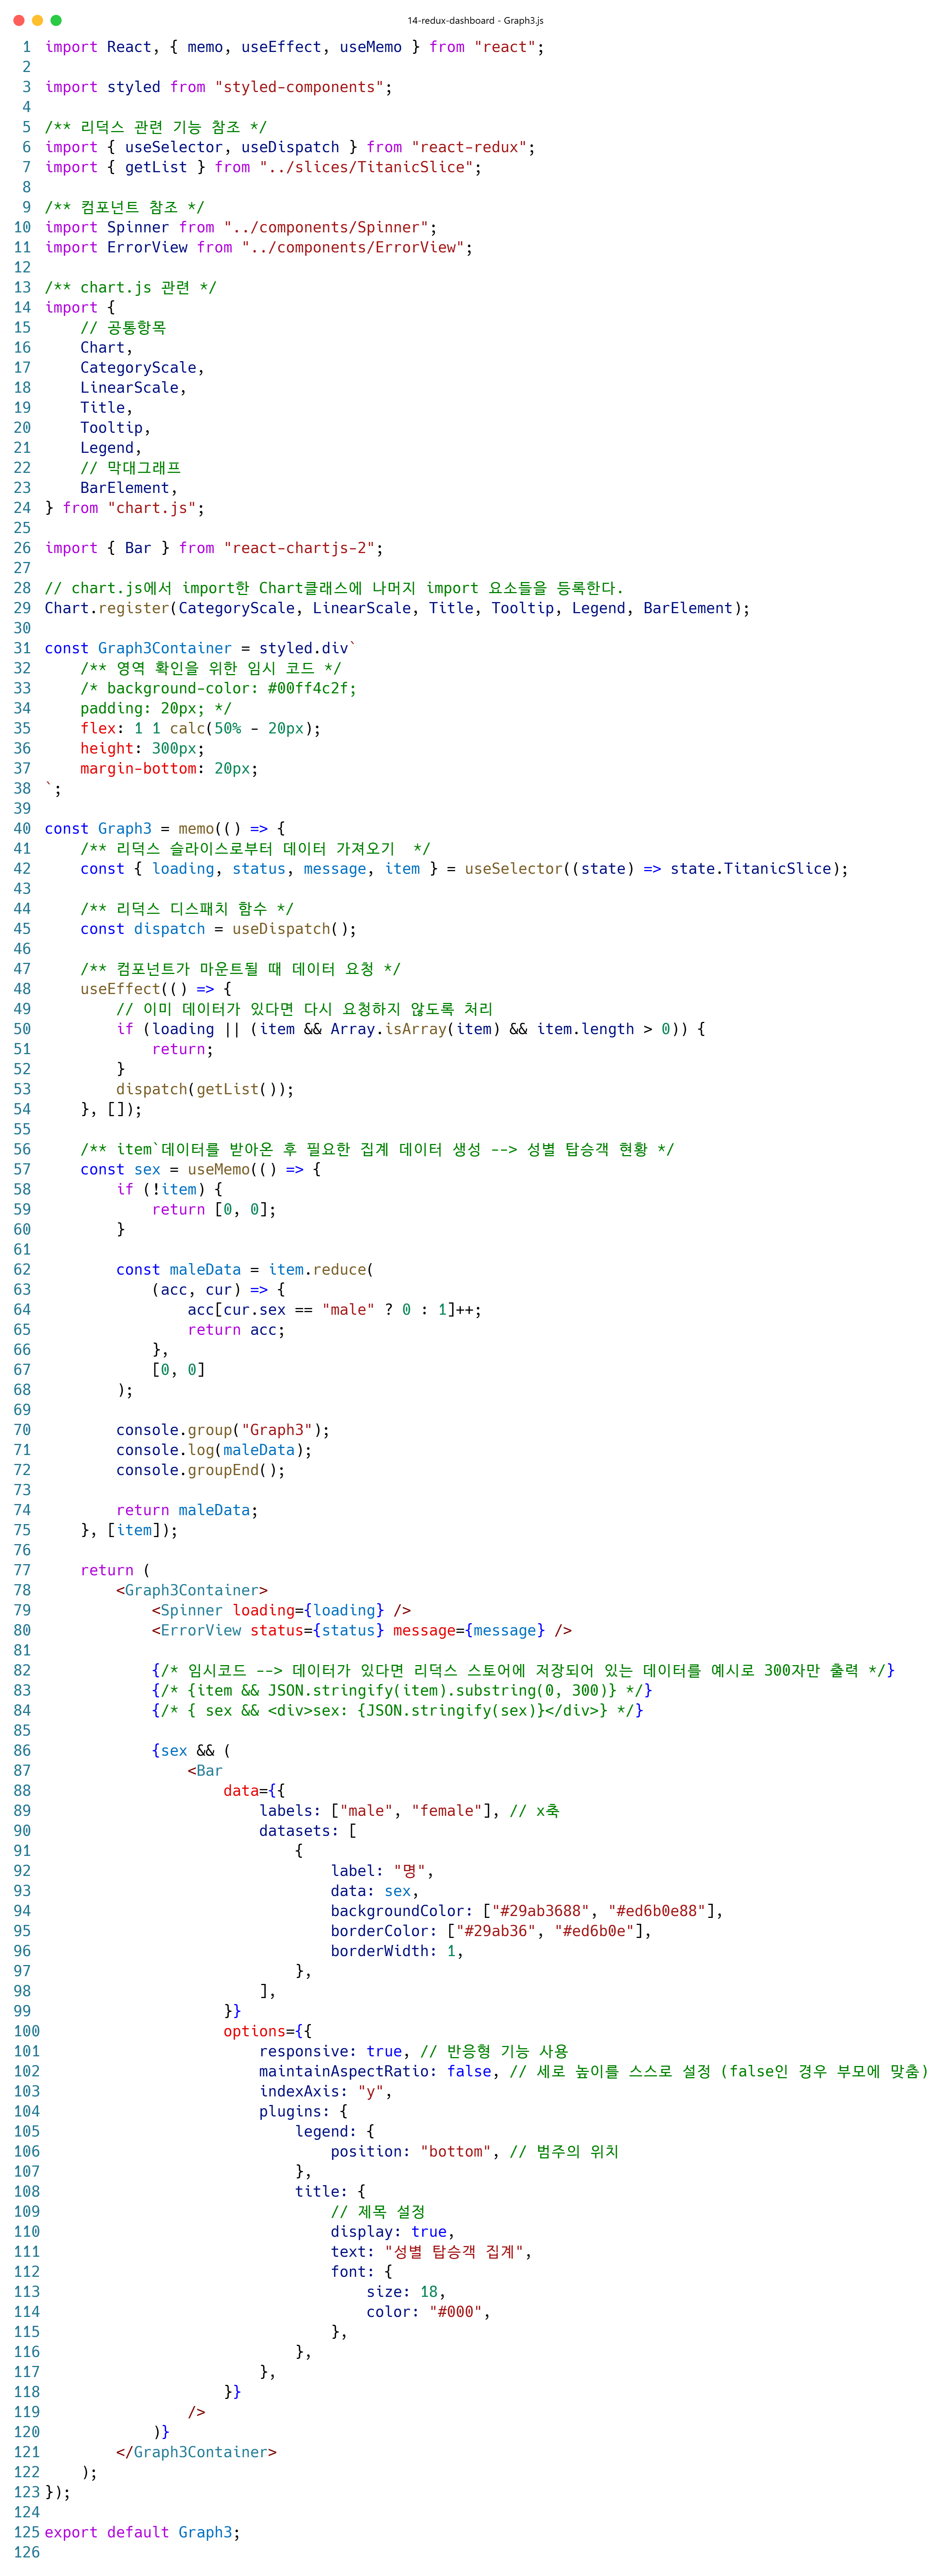 14-redux-dashboard - Graph3.js
1 import React, { memo, useEffect, useMemo } from "react";
2
3 import styled from "styled-components";
4
5 /** 리덕스 관련 기능 참조 */
6 import { useSelector, useDispatch } from "react-redux";
7 import { getList } from "../slices/TitanicSlice";
8
9 /** 컴포넌트 참조 */
10 import Spinner from "../components/Spinner";
11 import ErrorView from "../components/ErrorView";
12
13 /** chart.js 관련 */
14 import {
15     // 공통항목
16     Chart,
17     CategoryScale,
18     LinearScale,
19     Title,
20     Tooltip,
21     Legend,
22     // 막대그래프
23     BarElement,
24 } from "chart.js";
25
26 import { Bar } from "react-chartjs-2";
27
28 // chart.js에서 import한 Chart클래스에 나머지 import 요소들을 등록한다.
29 Chart.register(CategoryScale, LinearScale, Title, Tooltip, Legend, BarElement);
30
31 const Graph3Container = styled.div`
32     /** 영역 확인을 위한 임시 코드 */
33     /* background-color: #00ff4c2f;
34     padding: 20px; */
35     flex: 1 1 calc(50% - 20px);
36     height: 300px;
37     margin-bottom: 20px;
38 `;
39
40 const Graph3 = memo(() => {
41     /** 리덕스 슬라이스로부터 데이터 가져오기  */
42     const { loading, status, message, item } = useSelector((state) => state.TitanicSlice);
43
44     /** 리덕스 디스패치 함수 */
45     const dispatch = useDispatch();
46
47     /** 컴포넌트가 마운트될 때 데이터 요청 */
48     useEffect(() => {
49         // 이미 데이터가 있다면 다시 요청하지 않도록 처리
50         if (loading || (item && Array.isArray(item) && item.length > 0)) {
51             return;
52         }
53         dispatch(getList());
54     }, []);
55
56     /** item`데이터를 받아온 후 필요한 집계 데이터 생성 --> 성별 탑승객 현황 */
57     const sex = useMemo(() => {
58         if (!item) {
59             return [0, 0];
60         }
61
62         const maleData = item.reduce(
63             (acc, cur) => {
64                 acc[cur.sex == "male" ? 0 : 1]++;
65                 return acc;
66             },
67             [0, 0]
68         );
69
70         console.group("Graph3");
71         console.log(maleData);
72         console.groupEnd();
73
74         return maleData;
75     }, [item]);
76
77     return (
78         <Graph3Container>
79             <Spinner loading={loading} />
80             <ErrorView status={status} message={message} />
81
82             {/* 임시코드 --> 데이터가 있다면 리덕스 스토어에 저장되어 있는 데이터를 예시로 300자만 출력 */}
83             {/* {item && JSON.stringify(item).substring(0, 300)} */}
84             {/* { sex && <div>sex: {JSON.stringify(sex)}</div>} */}
85
86             {sex && (
87                 <Bar
88                     data={{
89                         labels: ["male", "female"], // x축
90                         datasets: [
91                             {
92                                 label: "명",
93                                 data: sex,
94                                 backgroundColor: ["#29ab3688", "#ed6b0e88"],
95                                 borderColor: ["#29ab36", "#ed6b0e"],
96                                 borderWidth: 1,
97                             },
98                         ],
99                     }}
100                     options={{
101                         responsive: true, // 반응형 기능 사용
102                         maintainAspectRatio: false, // 세로 높이를 스스로 설정 (false인 경우 부모에 맞춤)
103                         indexAxis: "y",
104                         plugins: {
105                             legend: {
106                                 position: "bottom", // 범주의 위치
107                             },
108                             title: {
109                                 // 제목 설정
110                                 display: true,
111                                 text: "성별 탑승객 집계",
112                                 font: {
113                                     size: 18,
114                                     color: "#000",
115                                 },
116                             },
117                         },
118                     }}
119                 />
120             )}
121         </Graph3Container>
122     );
123 });
124
125 export default Graph3;
126